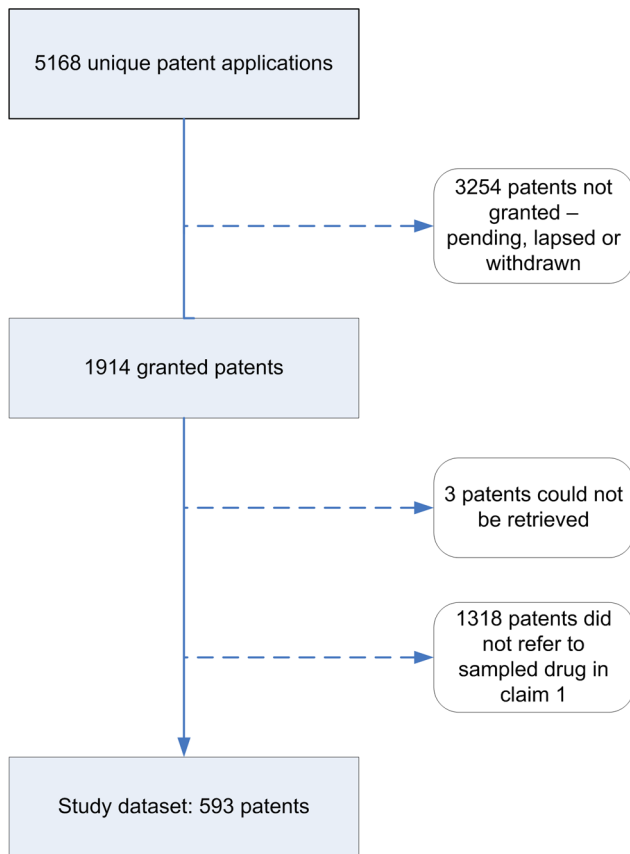 5168 unique patent applications
3254 patents not
granted –
pending, lapsed or
withdrawn
1914 granted patents
3 patents could not
be retrieved
1318 patents did
not refer to
sampled drug in
claim 1
Study dataset: 593 patents